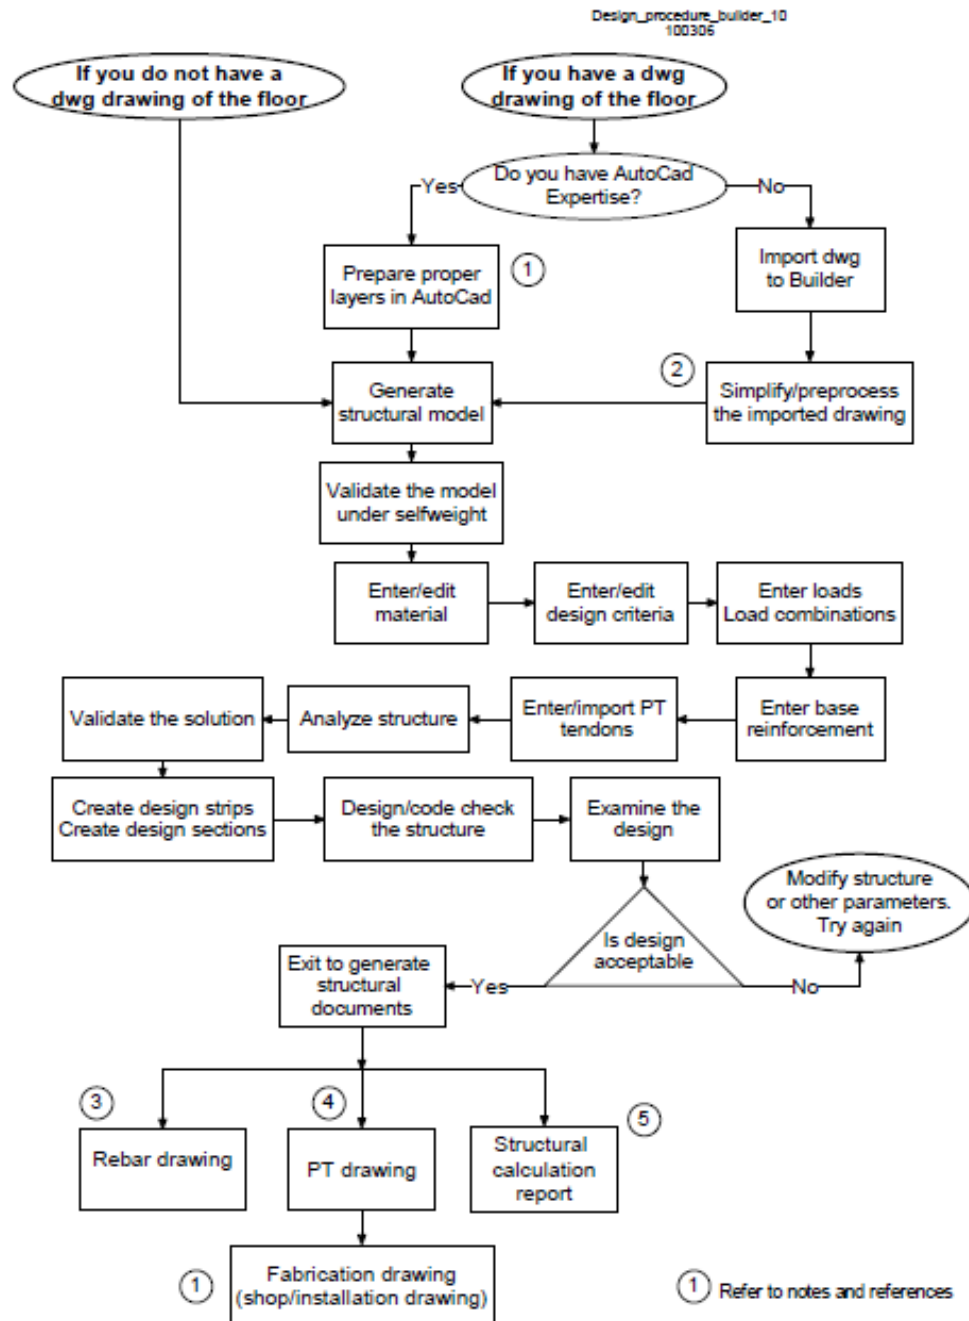 Design_procedure_builder_10
100306
If you do not have a
dwg drawing of the floor
If you have a dwg
drawing of the floor
Do you have AutoCad
Expertise?
Yes
No
Prepare proper
layers in AutoCad
1
Import dwg
to Builder
2
Generate
structural model
Simplify/preprocess
the imported drawing
Validate the model
under selfweight
Enter/edit
material
Enter/edit
design criteria
Enter loads
Load combinations
Validate the solution
Analyze structure
Enter/import PT
tendons
Enter base
reinforcement
Create design strips
Create design sections
Design/code check
the structure
Examine the
design
Modify structure
or other parameters.
Try again
Is design
acceptable
Exit to generate
structural
documents
Yes
No
3
4
5
Rebar drawing
PT drawing
Structural
calculation
report
1
Fabrication drawing
(shop/installation drawing)
1 Refer to notes and references